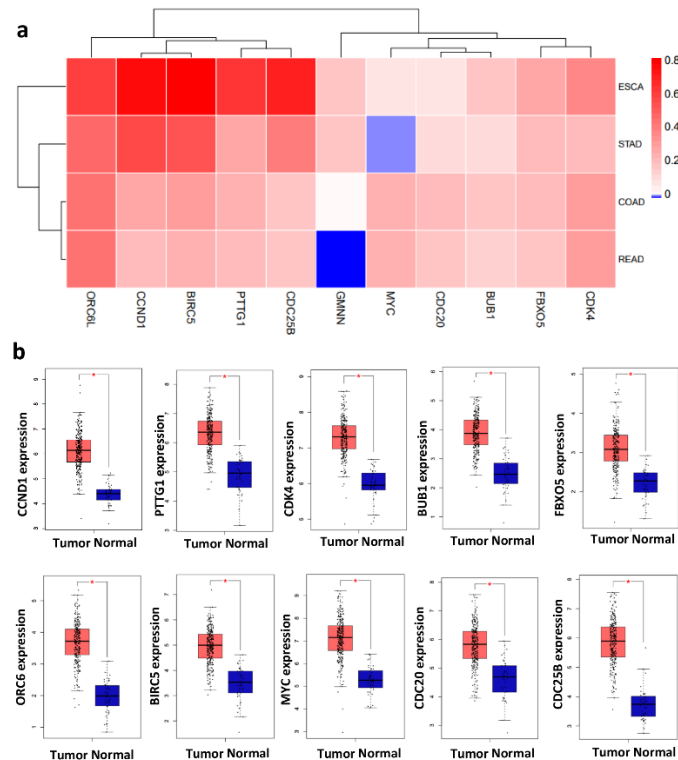 a
0.8
0.6
0.4
0.2
0
ESCA
STAD
COAD
READ
ORC6L CCND1 BIRC5 PTTG1 CDC25B GMNN MYC CDC20 BUB1 FBXO5 CDK4
b
CCND1 expression
*
Tumor Normal
PTTG1 expression
*
Tumor Normal
CDK4 expression
*
Tumor Normal
BUB1 expression
*
Tumor Normal
FBXO5 expression
*
Tumor Normal
ORC6 expression
*
Tumor Normal
BIRC5 expression
*
Tumor Normal
MYC expression
*
Tumor Normal
CDC20 expression
*
Tumor Normal
CDC25B expression
*
Tumor Normal